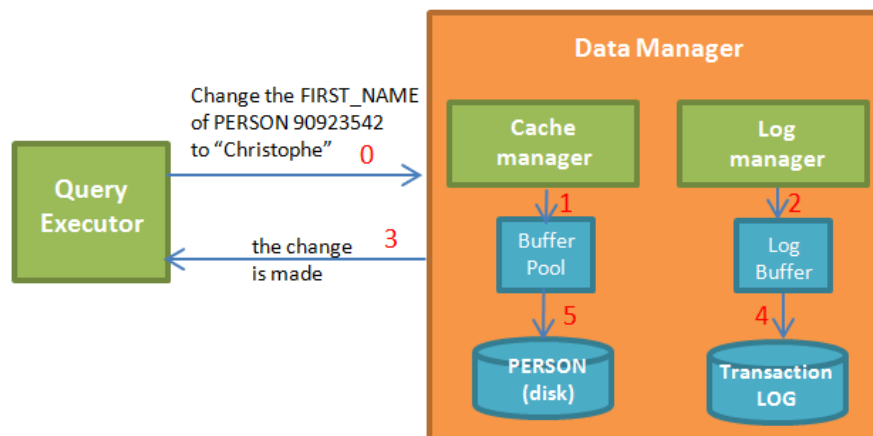 Data Manager
Change the FIRST_NAME
of PERSON 90923542
to “Christophe”
0
Query
Executor
3
the change
is made
Cache
manager
Log
manager
1
2
Buffer
Pool
Log
Buffer
5
4
PERSON
(disk)
Transaction
LOG